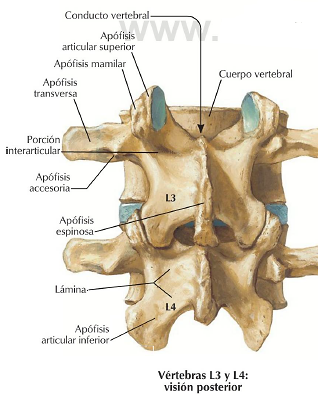 www.
Conducto vertebral
Apófisis
articular superior
Apófisis mamilar
Apófisis
transversa
Cuerpo vertebral
Porción
interarticular
Apófisis
accesoria
L3
Apófisis
espinosa
Lámina
L4
Apófisis
articular inferior
Vértebras L3 y L4:
visión posterior